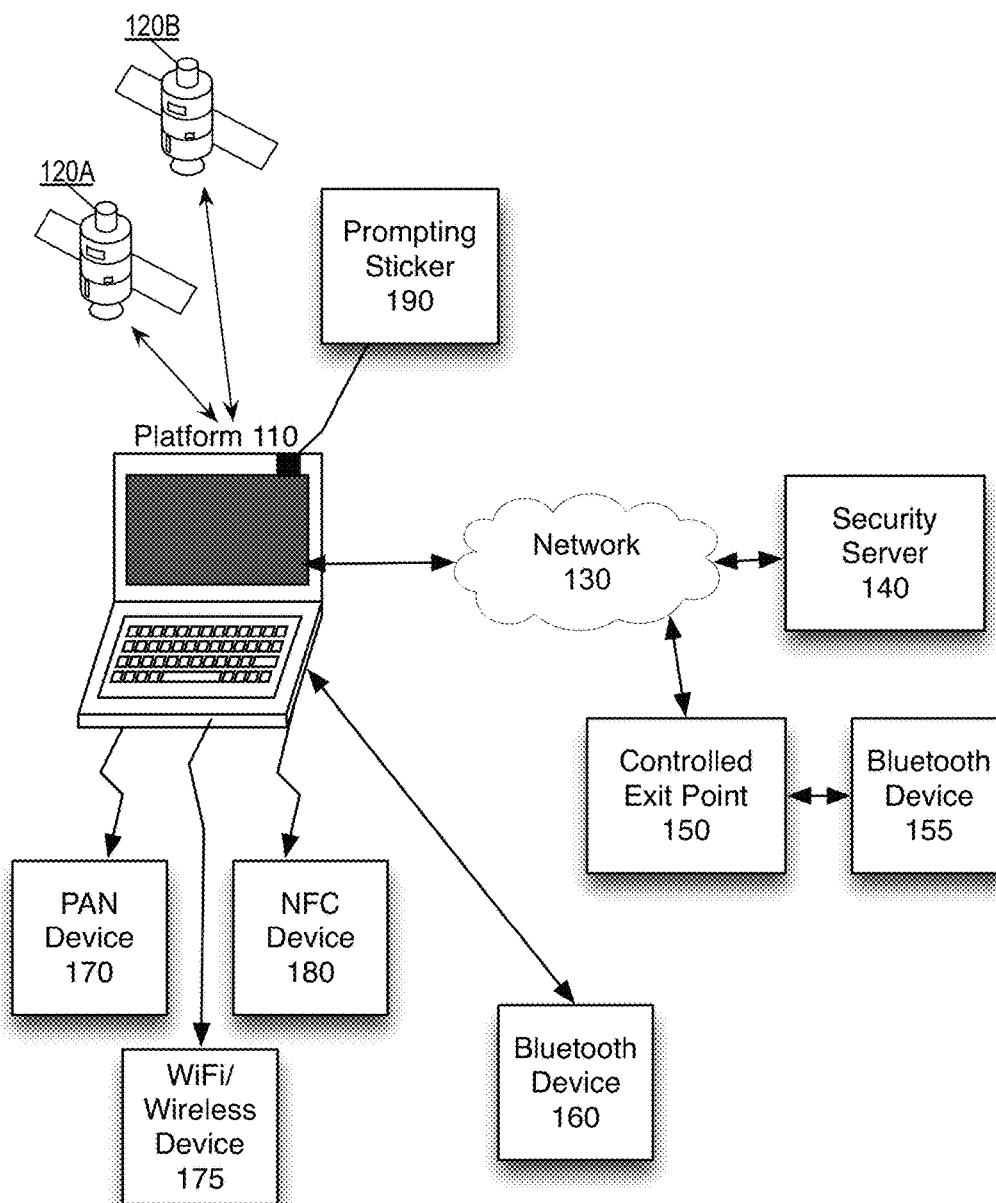 120B
120A
Prompting
Sticker
190
Platform 110
Network
130
Security
Server
140
Controlled
Exit Point
150
Bluetooth
Device
155
PAN
Device
170
NFC
Device
180
WiFi/
Wireless
Device
175
Bluetooth
Device
160